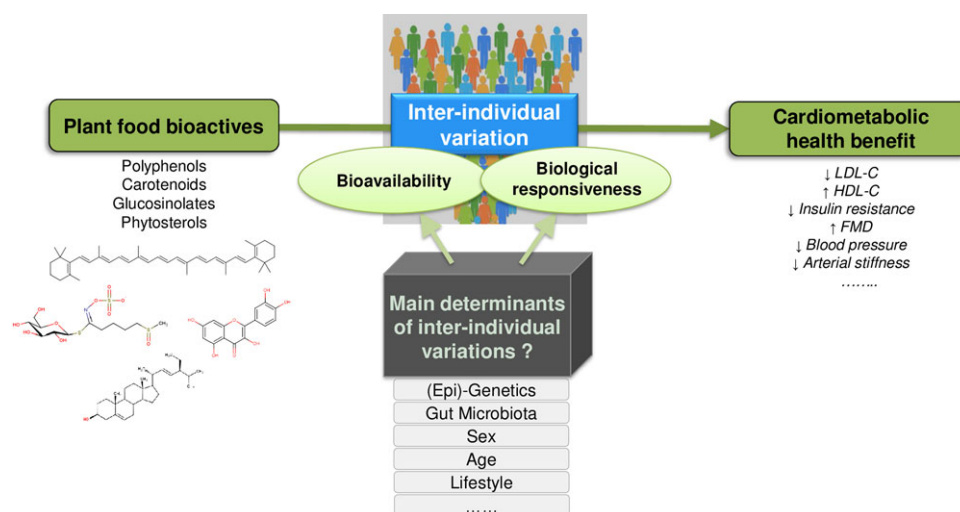 Plant food bioactives
Polyphenols
Carotenoids
Glucosinolates
Phytosterols
Inter-individual
variation
Bioavailability
Biological
responsiveness
Main determinants
of inter-individual
variations ?
(Epi)-Genetics
Gut Microbiota
Sex
Age
Lifestyle
……
Cardiometabolic
health benefit
↓ LDL-C
↑ HDL-C
↓ Insulin resistance
↑ FMD
↓ Blood pressure
↓ Arterial stiffness
……..